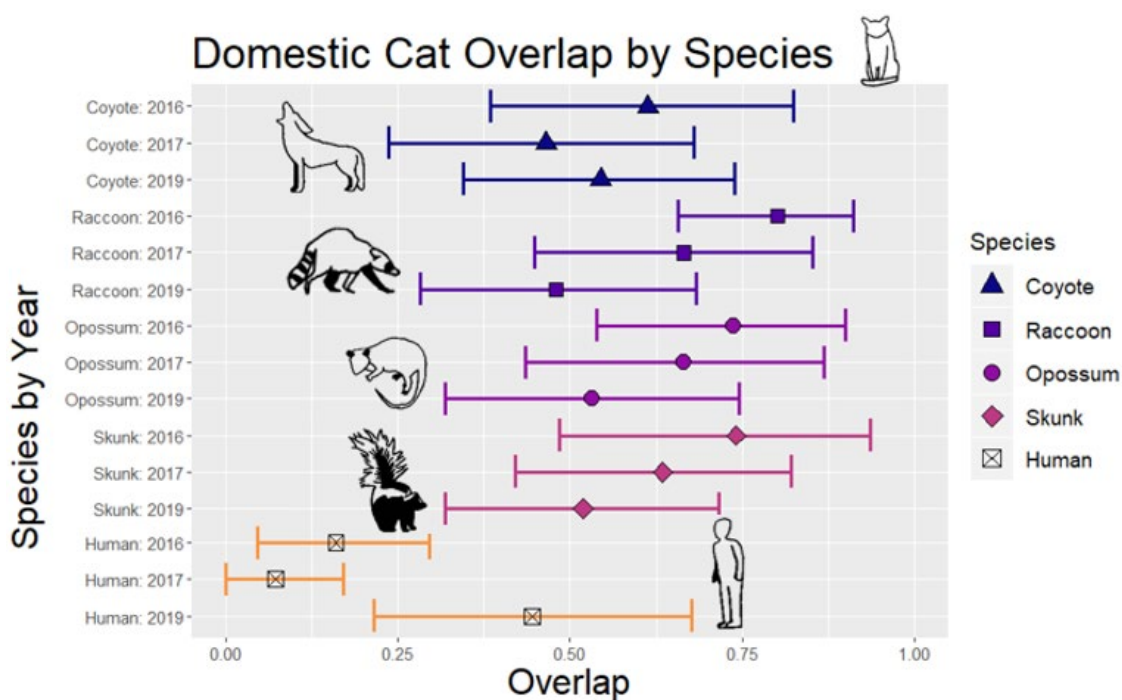 Domestic Cat Overlap by Species
Species by Year
Coyote: 2016
Coyote: 2017
Coyote: 2019
Raccoon: 2016
Raccoon: 2017
Raccoon: 2019
Opossum: 2016
Opossum: 2017
Opossum: 2019
Skunk: 2016
Skunk: 2017
Skunk: 2019
Human: 2016
Human: 2017
Human: 2019
0.00 0.25 0.50 0.75 1.00
Overlap
Species
Coyote
Raccoon
Opossum
Skunk
Human